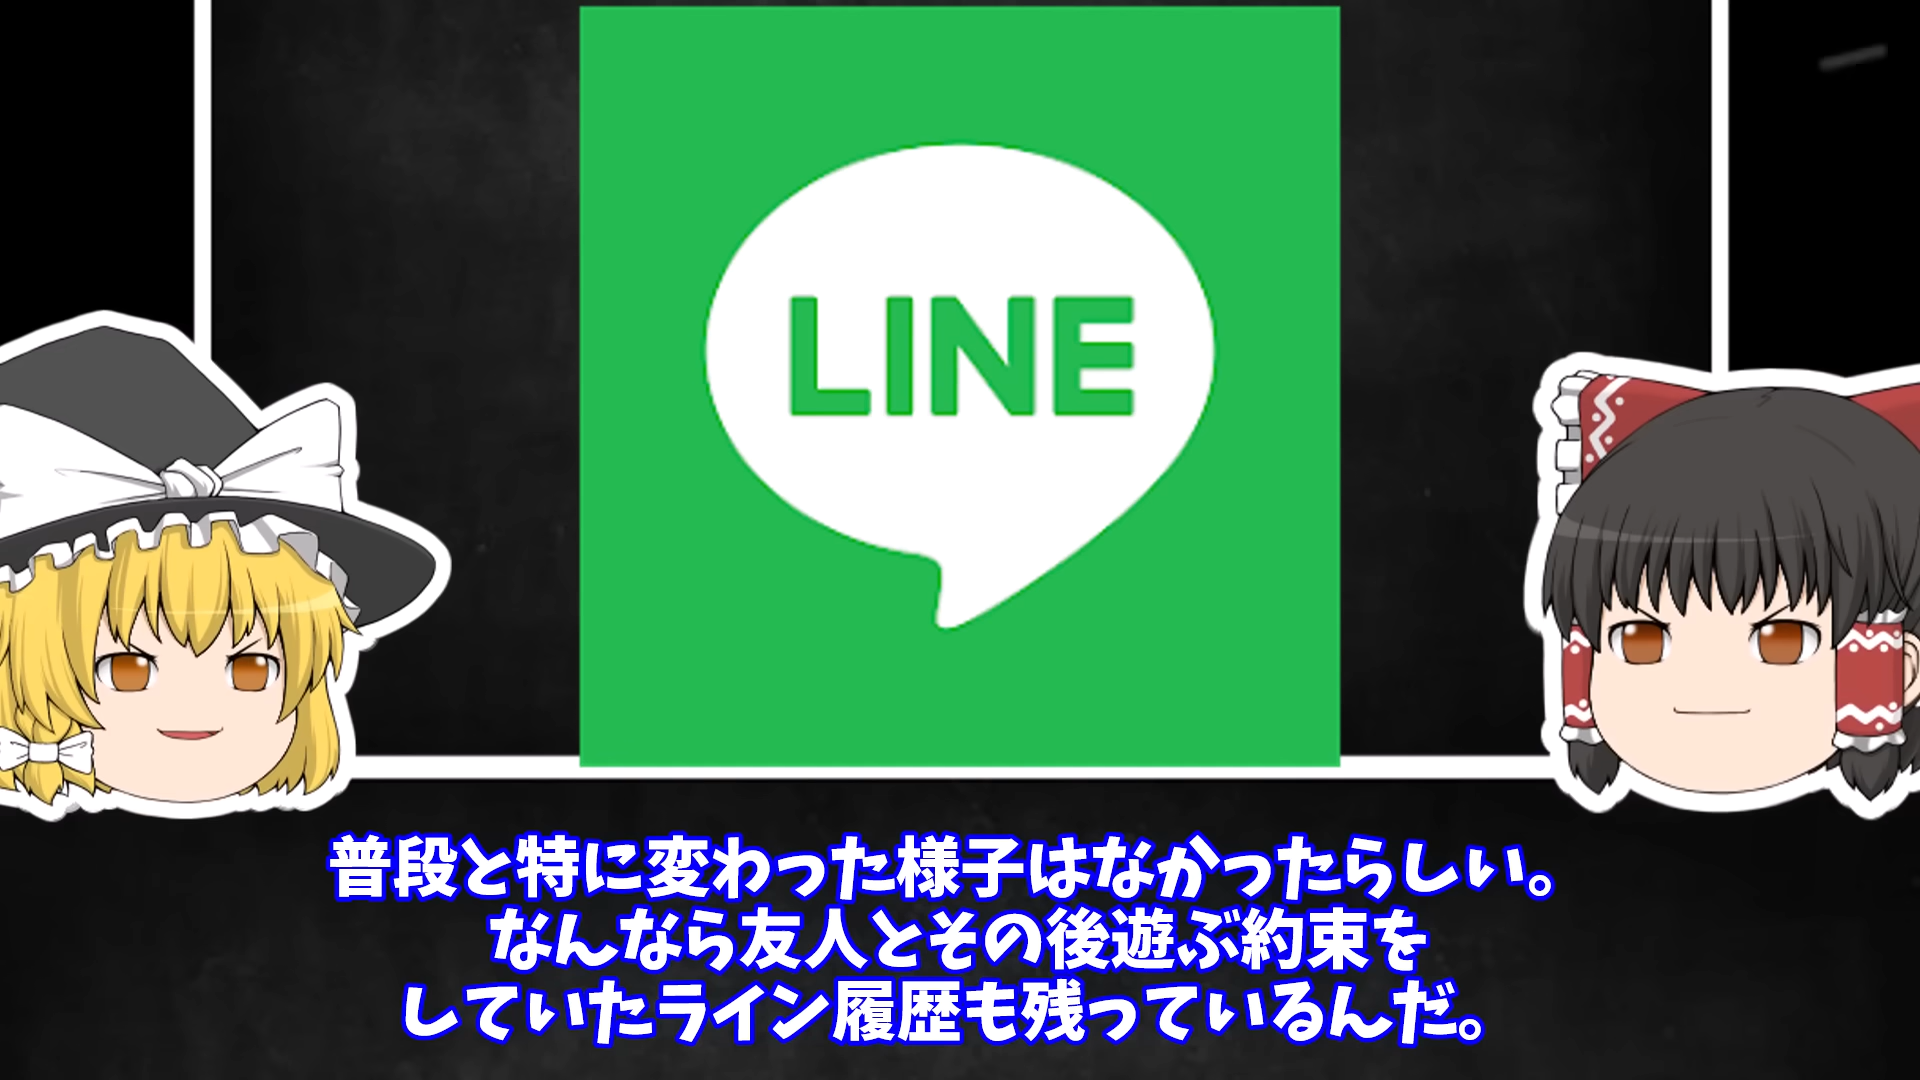 LINE
普段と特に変わった様子はなかったらしい。
なんなら友人とその後遊ぶ約束を
していたライン履歴も残っているんだ。